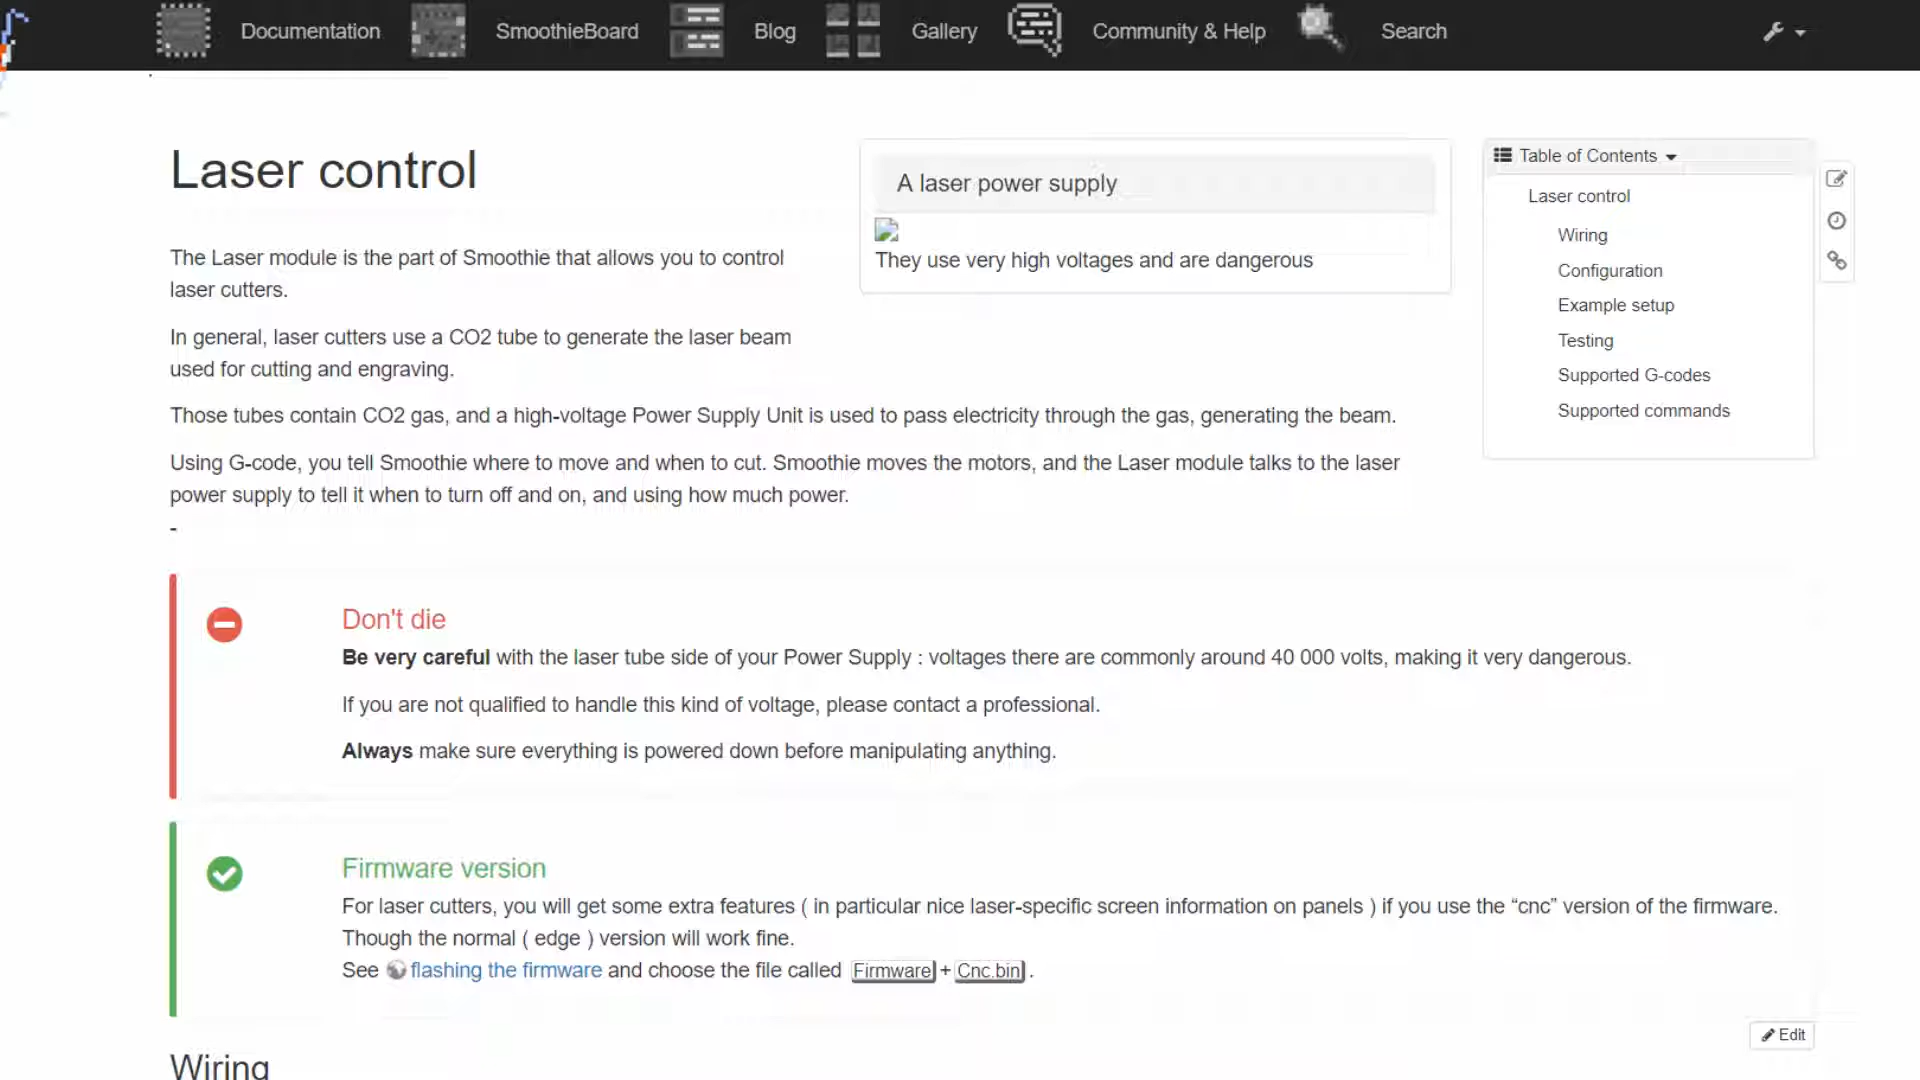 Documentation
SmoothieBoard
Blog
Gallery
Community & Help
Search
Laser control
A laser power supply
They use very high voltages and are dangerous
Table of Contents
Laser control
Wiring
Configuration
Example setup
Testing
Supported G-codes
Supported commands
The Laser module is the part of Smoothie that allows you to control
laser cutters.
In general, laser cutters use a CO2 tube to generate the laser beam
used for cutting and engraving.
Those tubes contain CO2 gas, and a high-voltage Power Supply Unit is used to pass electricity through the gas, generating the beam.
Using G-code, you tell Smoothie where to move and when to cut. Smoothie moves the motors, and the Laser module talks to the laser
power supply to tell it when to turn off and on, and using how much power.
-
Don't die
Be very careful with the laser tube side of your Power Supply : voltages there are commonly around 40 000 volts, making it very dangerous.
If you are not qualified to handle this kind of voltage, please contact a professional.
Always make sure everything is powered down before manipulating anything.
Firmware version
For laser cutters, you will get some extra features ( in particular nice laser-specific screen information on panels ) if you use the “cnc” version of the firmware.
Though the normal ( edge ) version will work fine.
See flashing the firmware and choose the file called Firmware + Cnc.bin .
Edit
Wiring